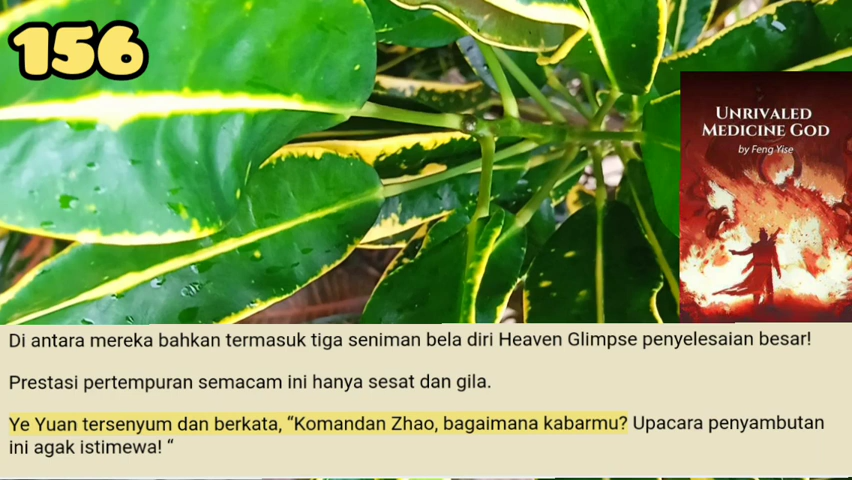 156
UNRIVALED
MEDICINE GOD
by Feng Yise
Di antara mereka bahkan termasuk tiga seniman bela diri Heaven Glimpse penyelesaian besar!
Prestasi pertempuran semacam ini hanya sesat dan gila.
Ye Yuan tersenyum dan berkata, “Komandan Zhao, bagaimana kabarmu? Upacara penyambutan
ini agak istimewa! “